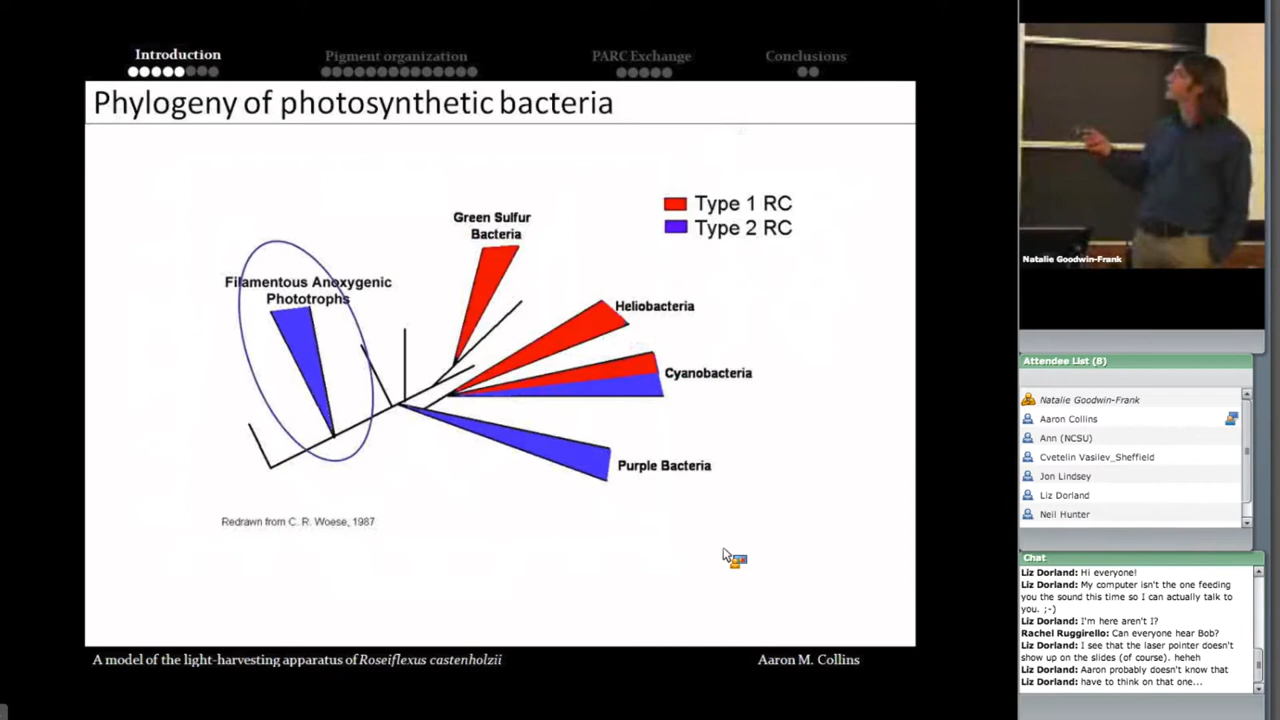 Introduction
Pigment organization
PARC Exchange
Conclusions
Phylogeny of photosynthetic bacteria
Type 1 RC
Type 2 RC
Green Sulfur
Bacteria
Filamentous Anoxygenic
Phototrophs
Heliobacteria
Cyanobacteria
Purple Bacteria
Redrawn from C. R. Woese, 1987
A model of the light-harvesting apparatus of Roseiflexus castenholzii
Aaron M. Collins
Natalie Goodwin-Frank
Attendee List (8)
Natalie Goodwin-Frank
Aaron Collins
Ann (NCSU)
Cvetelin Vasilev_Sheffield
Jon Lindsey
Liz Dorland
Neil Hunter
Chat
Liz Dorland: Hi everyone!
Liz Dorland: My computer isn't the one feeding
you the sound this time so I can actually talk to
you. ;-)
Liz Dorland: I'm here aren't I?
Rachel Ruggirello: Can everyone hear Bob?
Liz Dorland: I see that the laser pointer doesn't
show up on the slides (of course). heheh
Liz Dorland: Aaron probably doesn't know that
Liz Dorland: have to think on that one...